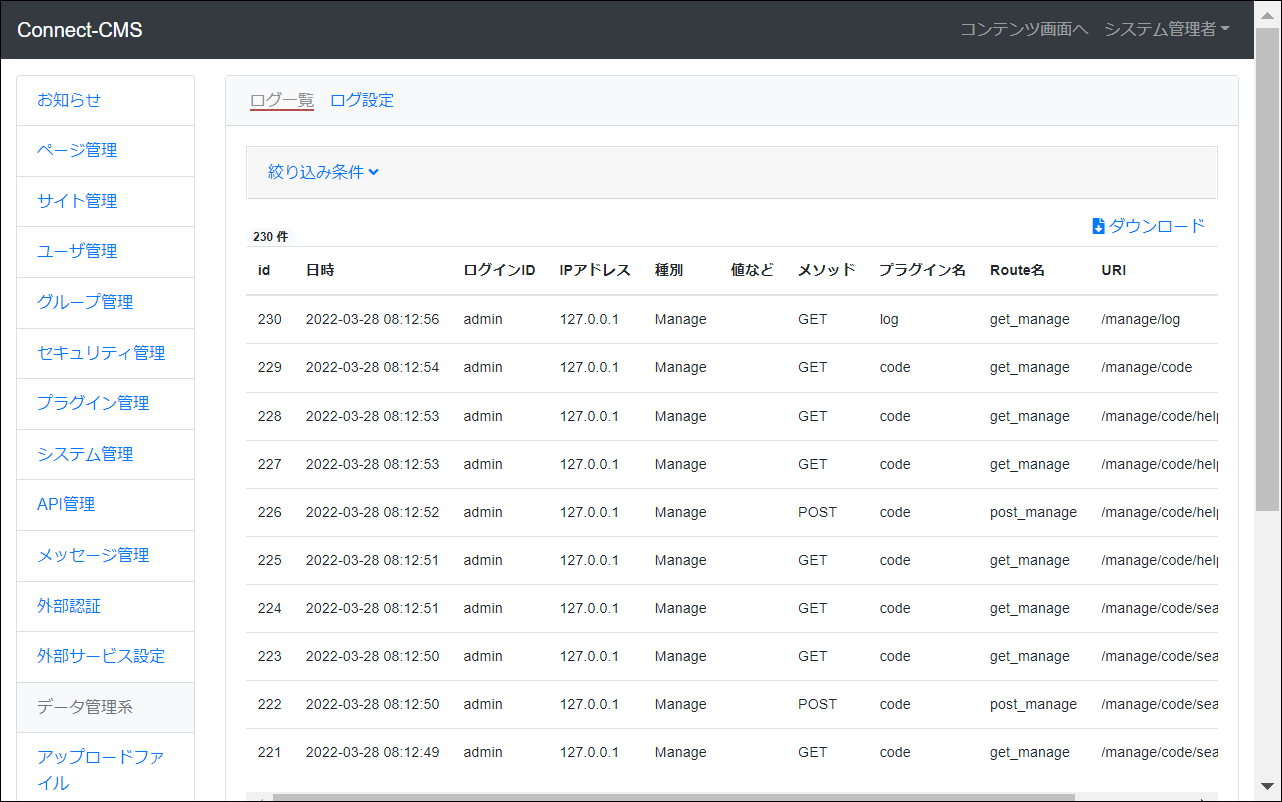 Connect-CMS
コンテンツ画面へ システム管理者
お知らせ
ページ管理
サイト管理
ユーザ管理
グループ管理
セキュリティ管理
プラグイン管理
システム管理
API管理
メッセージ管理
外部認証
外部サービス設定
データ管理系
アップロードファ
イル
ログ一覧 ログ設定
絞り込み条件
ダウンロード
230 件
id 日時 ログインID IPアドレス 種別 値など メソッド プラグイン名 Route名 URI
230 2022-03-28 08:12:56 admin 127.0.0.1 Manage GET log get_manage /manage/log
229 2022-03-28 08:12:54 admin 127.0.0.1 Manage GET code get_manage /manage/code
228 2022-03-28 08:12:53 admin 127.0.0.1 Manage GET code get_manage /manage/code/help
227 2022-03-28 08:12:53 admin 127.0.0.1 Manage GET code get_manage /manage/code/help
226 2022-03-28 08:12:52 admin 127.0.0.1 Manage POST code post_manage /manage/code/help
225 2022-03-28 08:12:51 admin 127.0.0.1 Manage GET code get_manage /manage/code/help
224 2022-03-28 08:12:51 admin 127.0.0.1 Manage GET code get_manage /manage/code/sea
223 2022-03-28 08:12:50 admin 127.0.0.1 Manage GET code get_manage /manage/code/sea
222 2022-03-28 08:12:50 admin 127.0.0.1 Manage POST code post_manage /manage/code/sea
221 2022-03-28 08:12:49 admin 127.0.0.1 Manage GET code get_manage /manage/code/sea